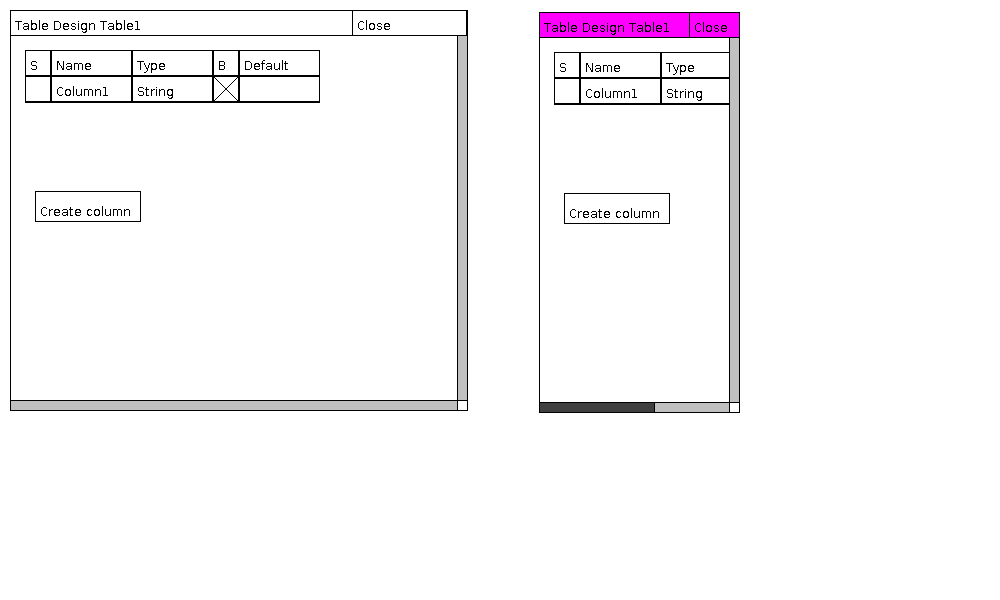 Table Design Table1 Close
S Name Type B Default
Column1 String
Create column
Table Design Table1 Close
S Name Type
Column1 String
Create column